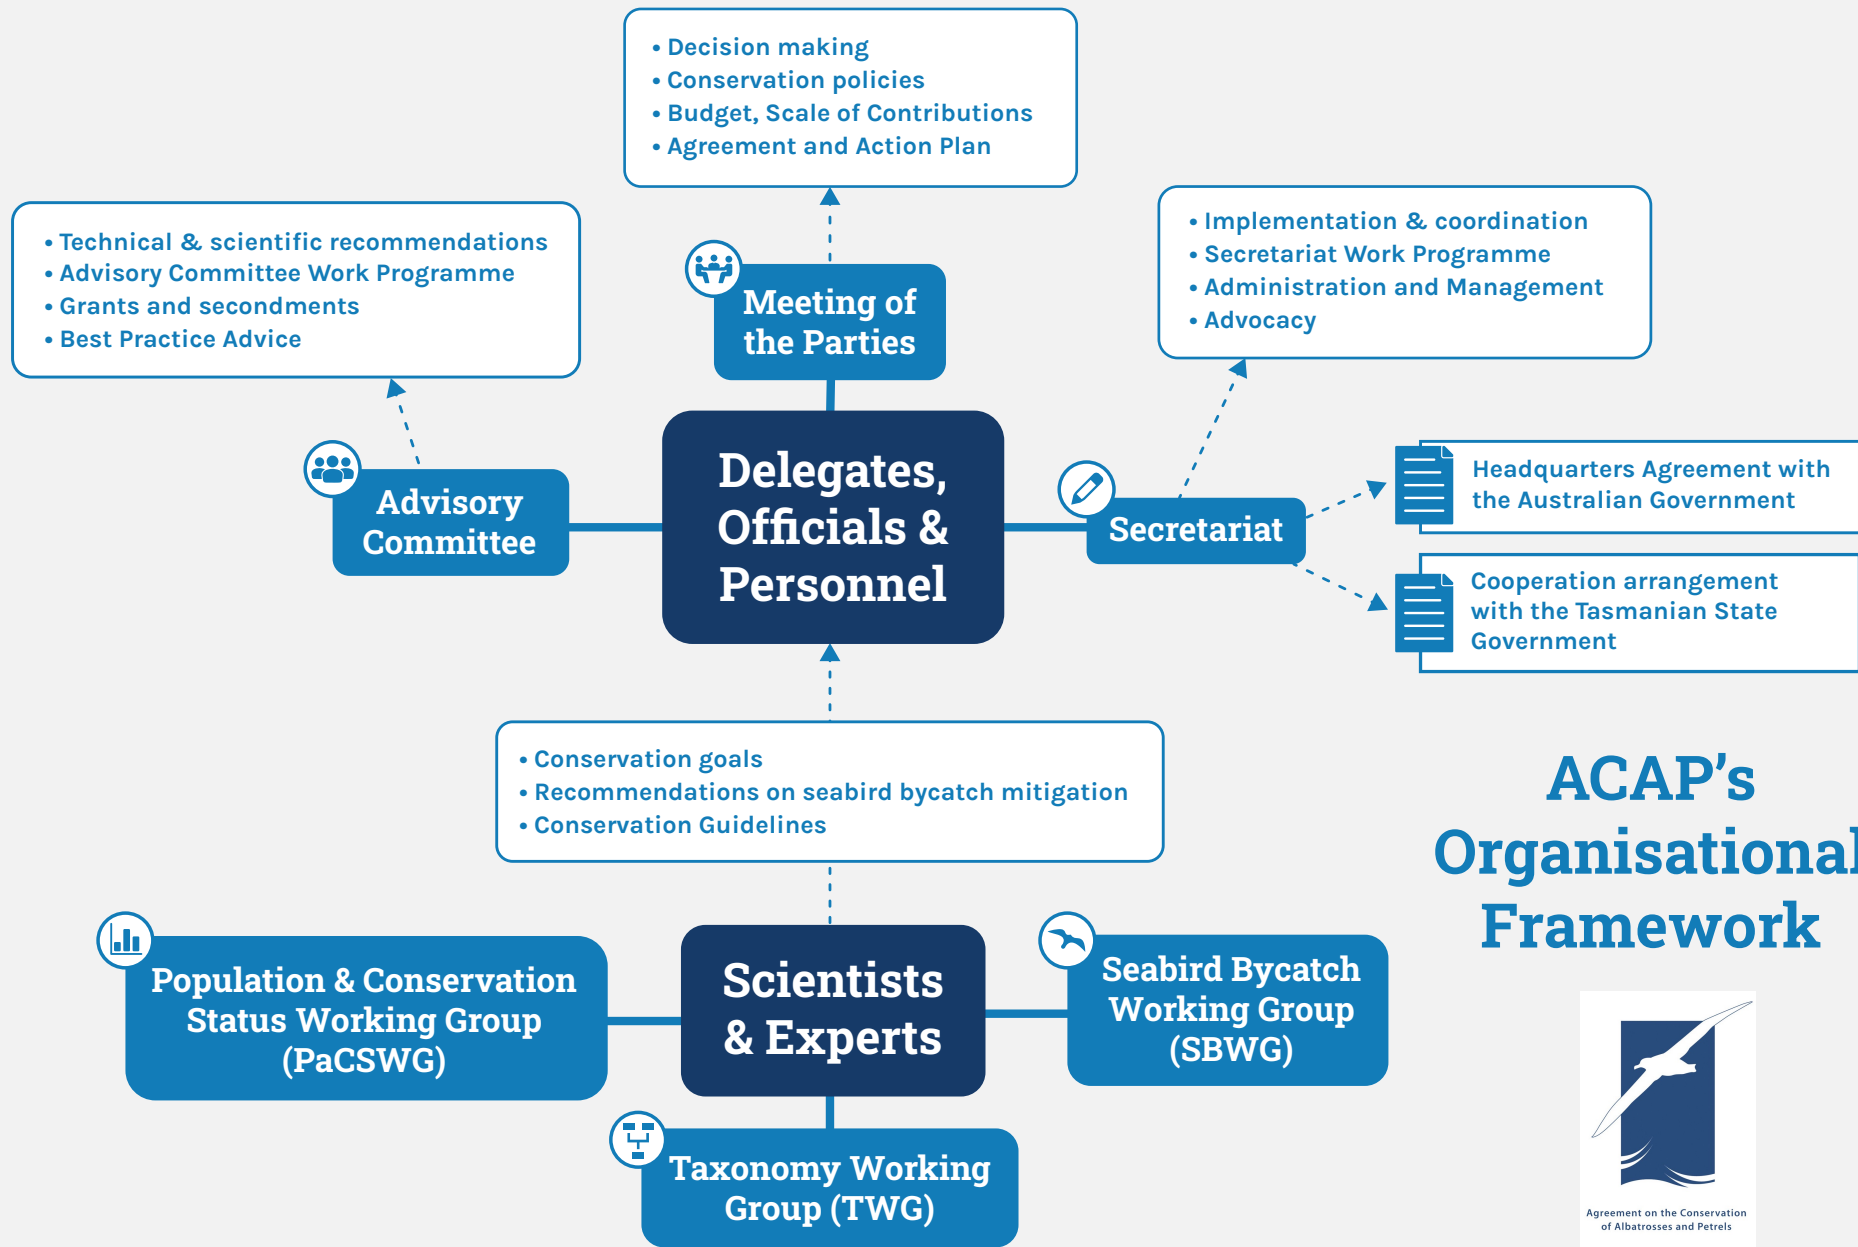 • Decision making
• Conservation policies
• Budget, Scale of Contributions
• Agreement and Action Plan
• Technical & scientific recommendations
• Advisory Committee Work Programme
• Grants and secondments
• Best Practice Advice
• Implementation & coordination
• Secretariat Work Programme
• Administration and Management
• Advocacy
Meeting of
the Parties
Advisory
Committee
Delegates,
Officials &
Personnel
Secretariat
Headquarters Agreement with
the Australian Government
Cooperation arrangement
with the Tasmanian State
Government
• Conservation goals
• Recommendations on seabird bycatch mitigation
• Conservation Guidelines
ACAP's
Organisational
Framework
Population & Conservation
Status Working Group
(PaCSWG)
Scientists
& Experts
Seabird Bycatch
Working Group
(SBWG)
Taxonomy Working
Group (TWG)
Agreement on the Conservation
of Albatrosses and Petrels